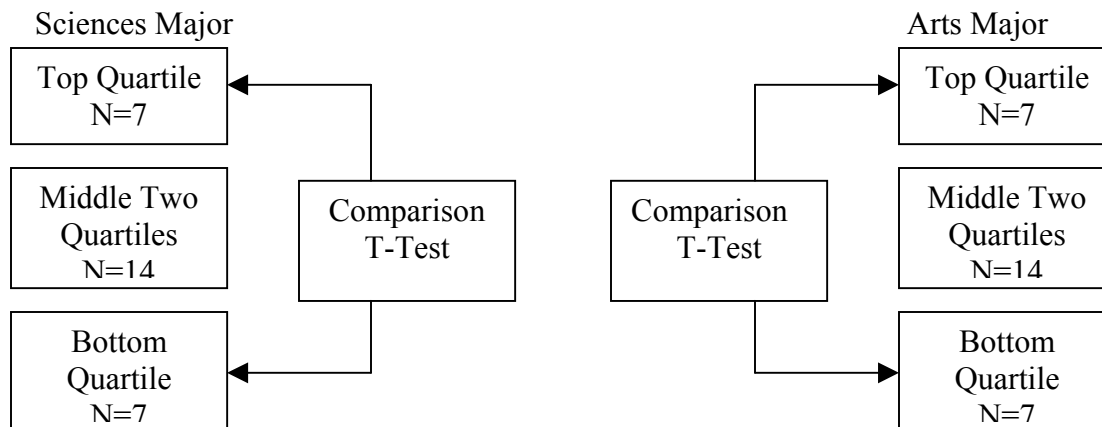 Sciences Major
Top Quartile
N=7
Middle Two
Quartiles
N=14
Bottom
Quartile
N=7
Comparison
T-Test
Comparison
T-Test
Arts Major
Top Quartile
N=7
Middle Two
Quartiles
N=14
Bottom
Quartile
N=7